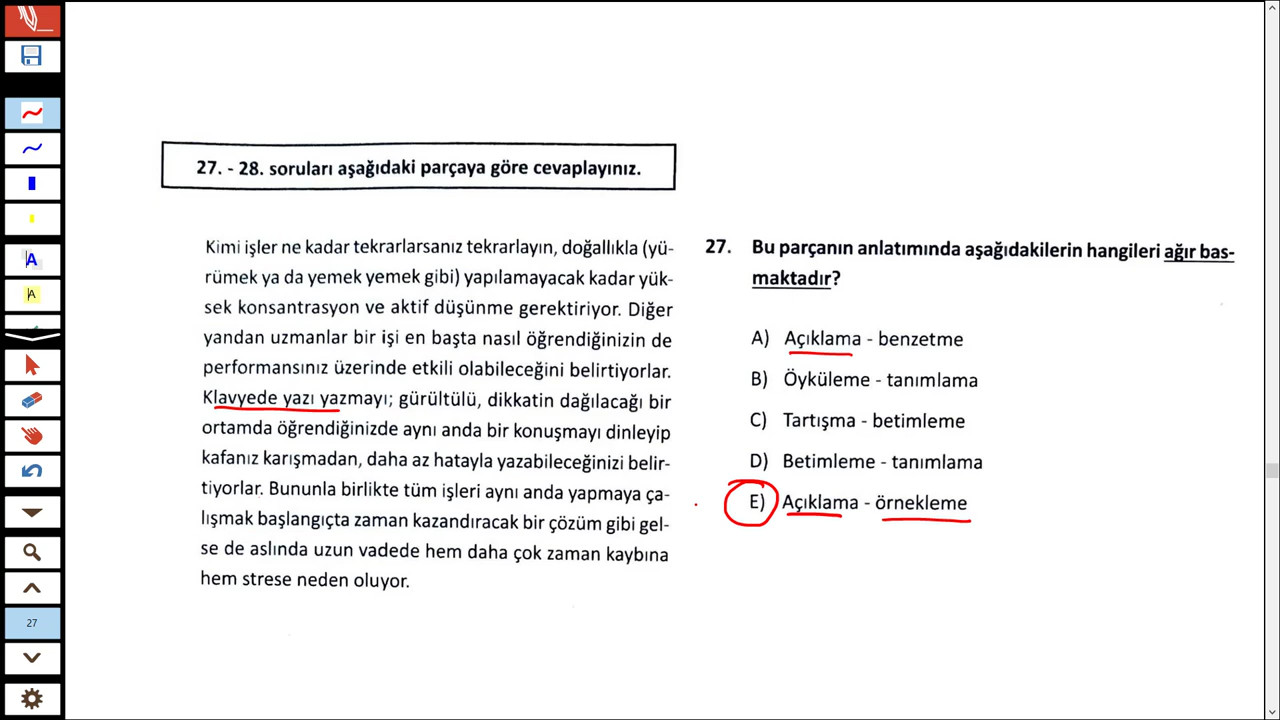 27. - 28. soruları aşağıdaki parçaya göre cevaplayınız.
Kimi işler ne kadar tekrarlarsanız tekrarlayın, doğallıkla (yü-
rümek ya da yemek yemek gibi) yapılamayacak kadar yük-
sek konsantrasyon ve aktif düşünme gerektiriyor. Diğer
yandan uzmanlar bir işi en başta nasıl öğrendiğinizin de
performansınız üzerinde etkili olabileceğini belirtiyorlar.
Klavyede yazı yazmayı; gürültülü, dikkatin dağılacağı bir
ortamda öğrendiğinizde aynı anda bir konuşmayı dinleyip
kafanız karışmadan, daha az hatayla yazabileceğinizi belir-
tiyorlar. Bununla birlikte tüm işleri aynı anda yapmaya ça-
lışmak başlangıçta zaman kazandıracak bir çözüm gibi gel-
se de aslında uzun vadede hem daha çok zaman kaybına
hem strese neden oluyor.
27. Bu parçanın anlatımında aşağıdakilerin hangileri ağır bas-
maktadır?
A) Açıklama - benzetme
B) Öyküleme - tanımlama
C) Tartışma - betimleme
D) Betimleme - tanımlama
E) Açıklama - örnekleme
A
A
27